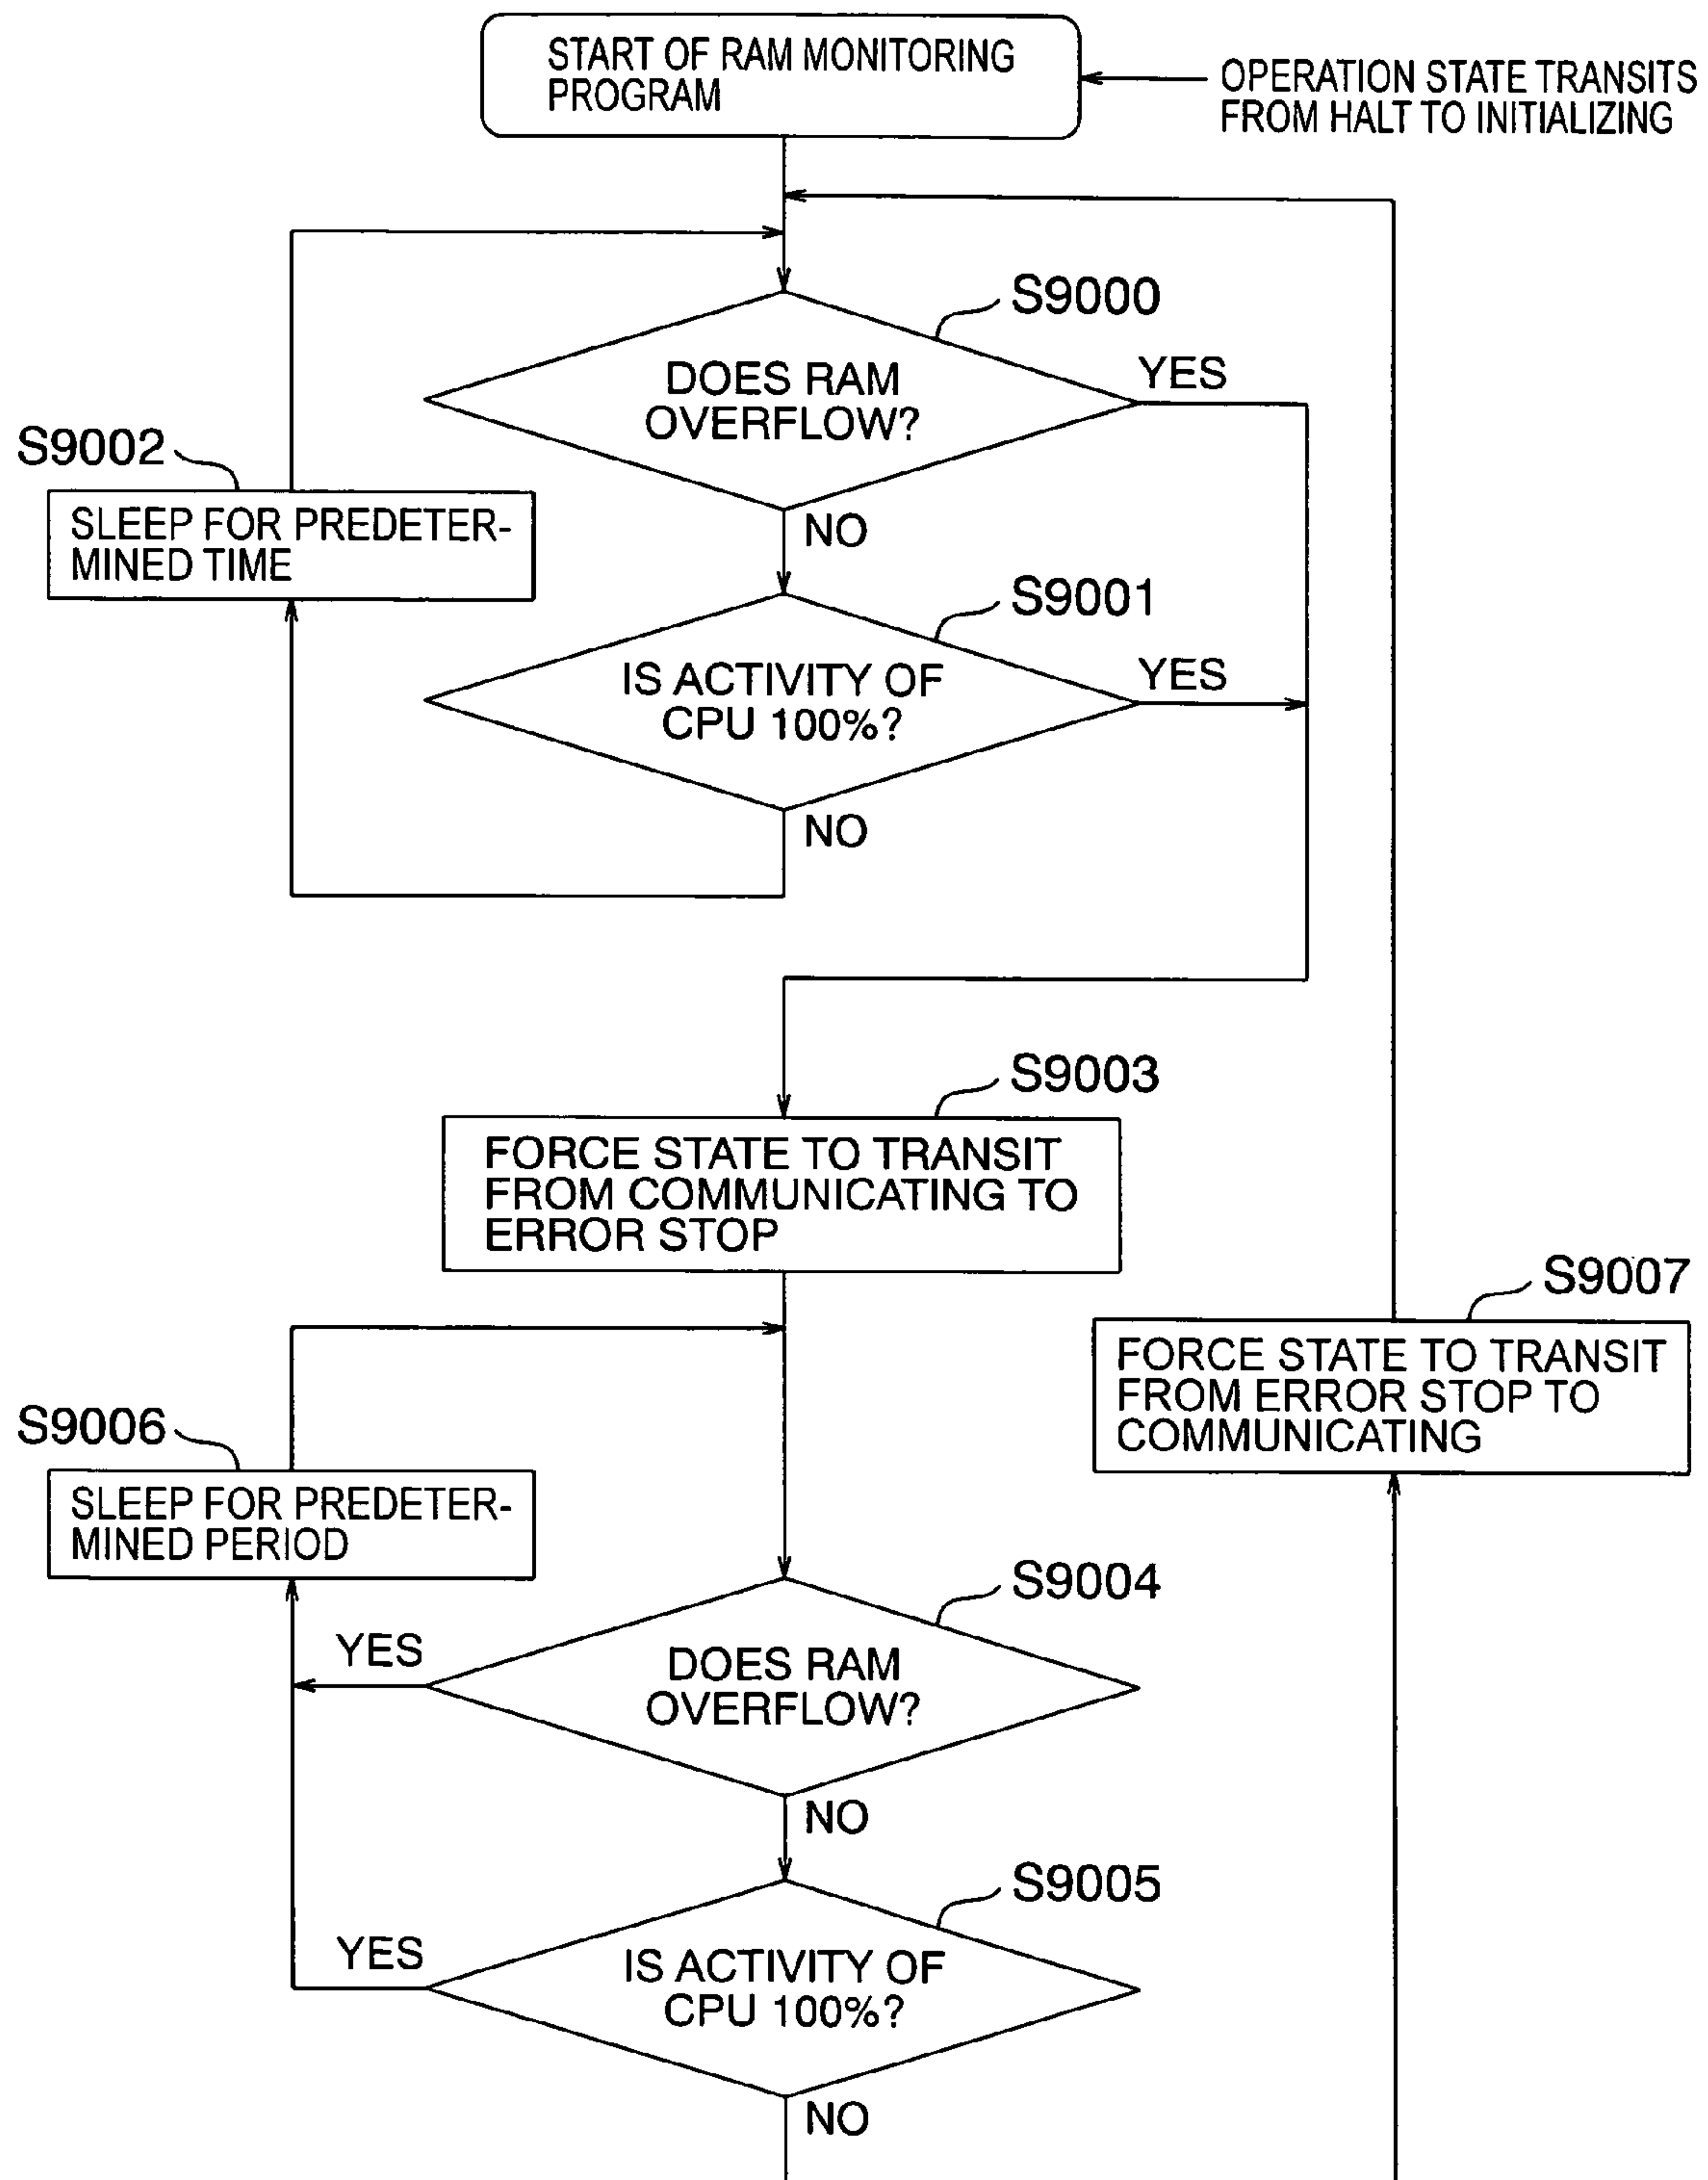 START OF RAM MONITORING
PROGRAM
OPERATION STATE TRANSITS
FROM HALT TO INITIALIZING
S9000
DOES RAM
OVERFLOW?
YES
NO
S9002
SLEEP FOR PREDETER-
MINED TIME
S9001
IS ACTIVITY OF
CPU 100%?
YES
NO
S9003
FORCE STATE TO TRANSIT
FROM COMMUNICATING TO
ERROR STOP
S9007
FORCE STATE TO TRANSIT
FROM ERROR STOP TO
COMMUNICATING
S9006
SLEEP FOR PREDETER-
MINED PERIOD
S9004
DOES RAM
OVERFLOW?
YES
NO
S9005
IS ACTIVITY OF
CPU 100%?
YES
NO